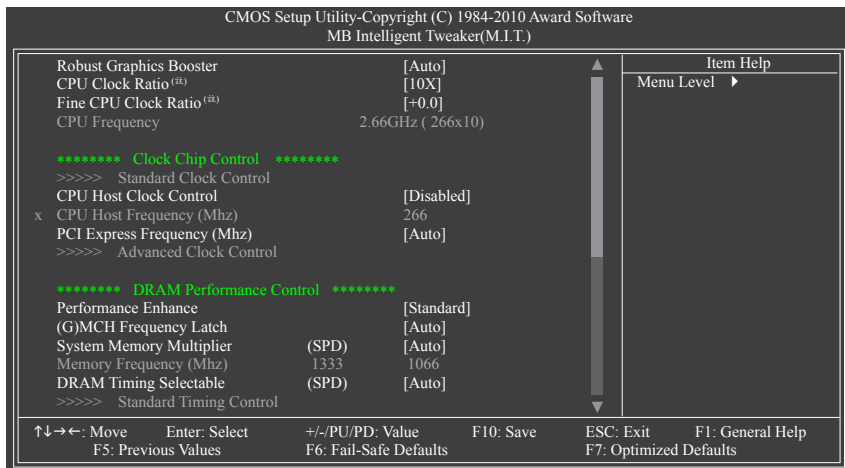 CMOS Setup Utility-Copyright (C) 1984-2010 Award Software
MB Intelligent Tweaker(M.I.T.)
Robust Graphics Booster [Auto]
CPU Clock Ratio (註) [10X]
Fine CPU Clock Ratio (註) [+0.0]
CPU Frequency 2.66GHz ( 266x10)
******** Clock Chip Control ********
>>>>> Standard Clock Control
CPU Host Clock Control [Disabled]
x CPU Host Frequency (Mhz) 266
PCI Express Frequency (Mhz) [Auto]
>>>>> Advanced Clock Control
******** DRAM Performance Control ********
Performance Enhance [Standard]
(G)MCH Frequency Latch [Auto]
System Memory Multiplier (SPD) [Auto]
Memory Frequency (Mhz) 1333 1066
DRAM Timing Selectable (SPD) [Auto]
>>>>> Standard Timing Control
Item Help
Menu Level
↑↓→←: Move Enter: Select +/-/PU/PD: Value F10: Save ESC: Exit F1: General Help
F5: Previous Values F6: Fail-Safe Defaults F7: Optimized Defaults